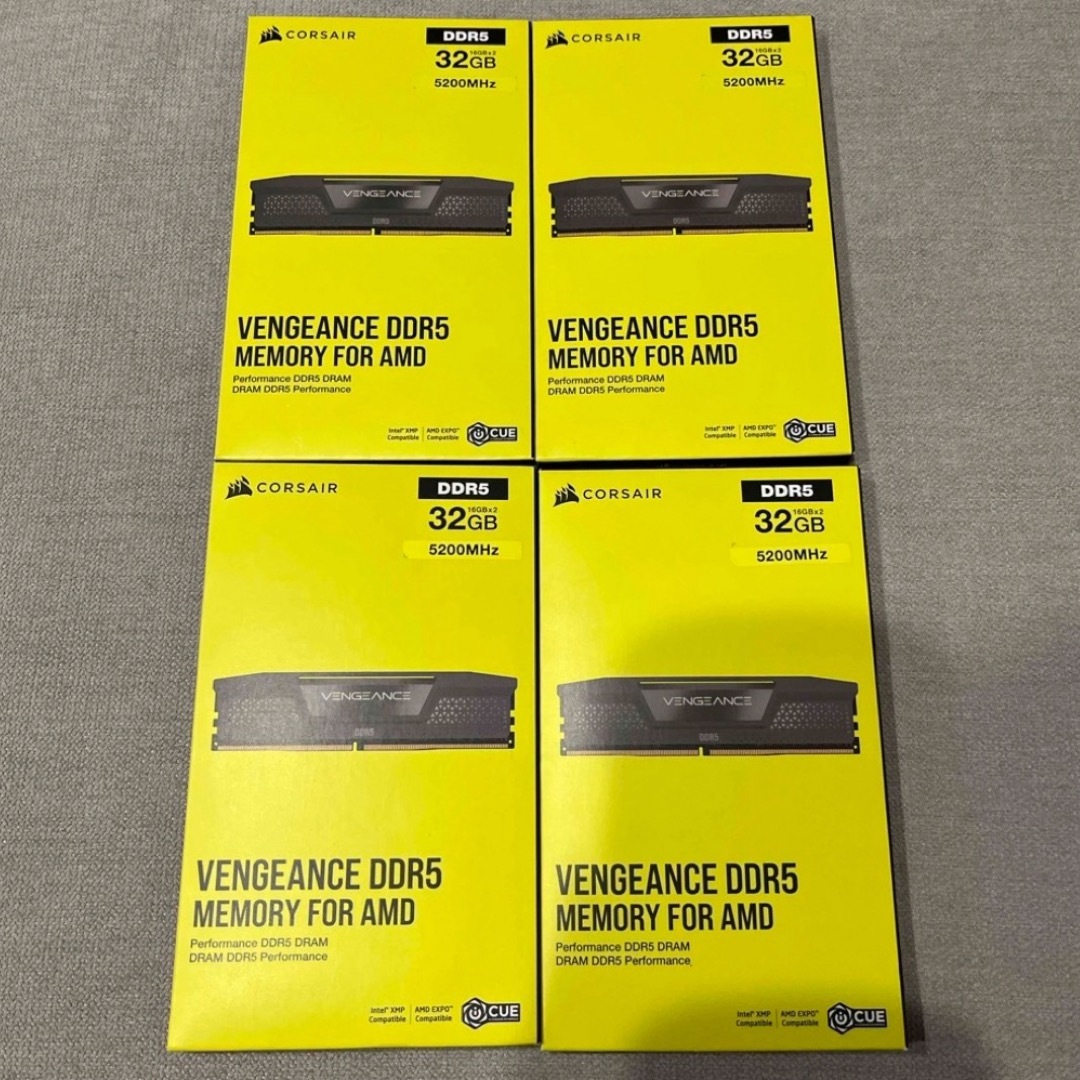 CORSAIR
DDR5
16GBx2
32GB
5200MHz
VENGEANCE
DDR5
VENGEANCE DDR5
MEMORY FOR AMD
Performance DDR5 DRAM
DRAM DDR5 Performance
Intel® XMP
Compatible
AMD EXPO™
Compatible
CUE
CORSAIR
DDR5
16GBx2
32GB
5200MHz
VENGEANCE
DDR5
VENGEANCE DDR5
MEMORY FOR AMD
Performance DDR5 DRAM
DRAM DDR5 Performance
Intel® XMP
Compatible
AMD EXPO™
Compatible
CUE
CORSAIR
DDR5
16GBx2
32GB
5200MHz
VENGEANCE
DDR5
VENGEANCE DDR5
MEMORY FOR AMD
Performance DDR5 DRAM
DRAM DDR5 Performance
Intel® XMP
Compatible
AMD EXPO™
Compatible
CUE
CORSAIR
DDR5
16GBx2
32GB
5200MHz
VENGEANCE
DDR5
VENGEANCE DDR5
MEMORY FOR AMD
Performance DDR5 DRAM
DRAM DDR5 Performance
Intel® XMP
Compatible
AMD EXPO™
Compatible
CUE